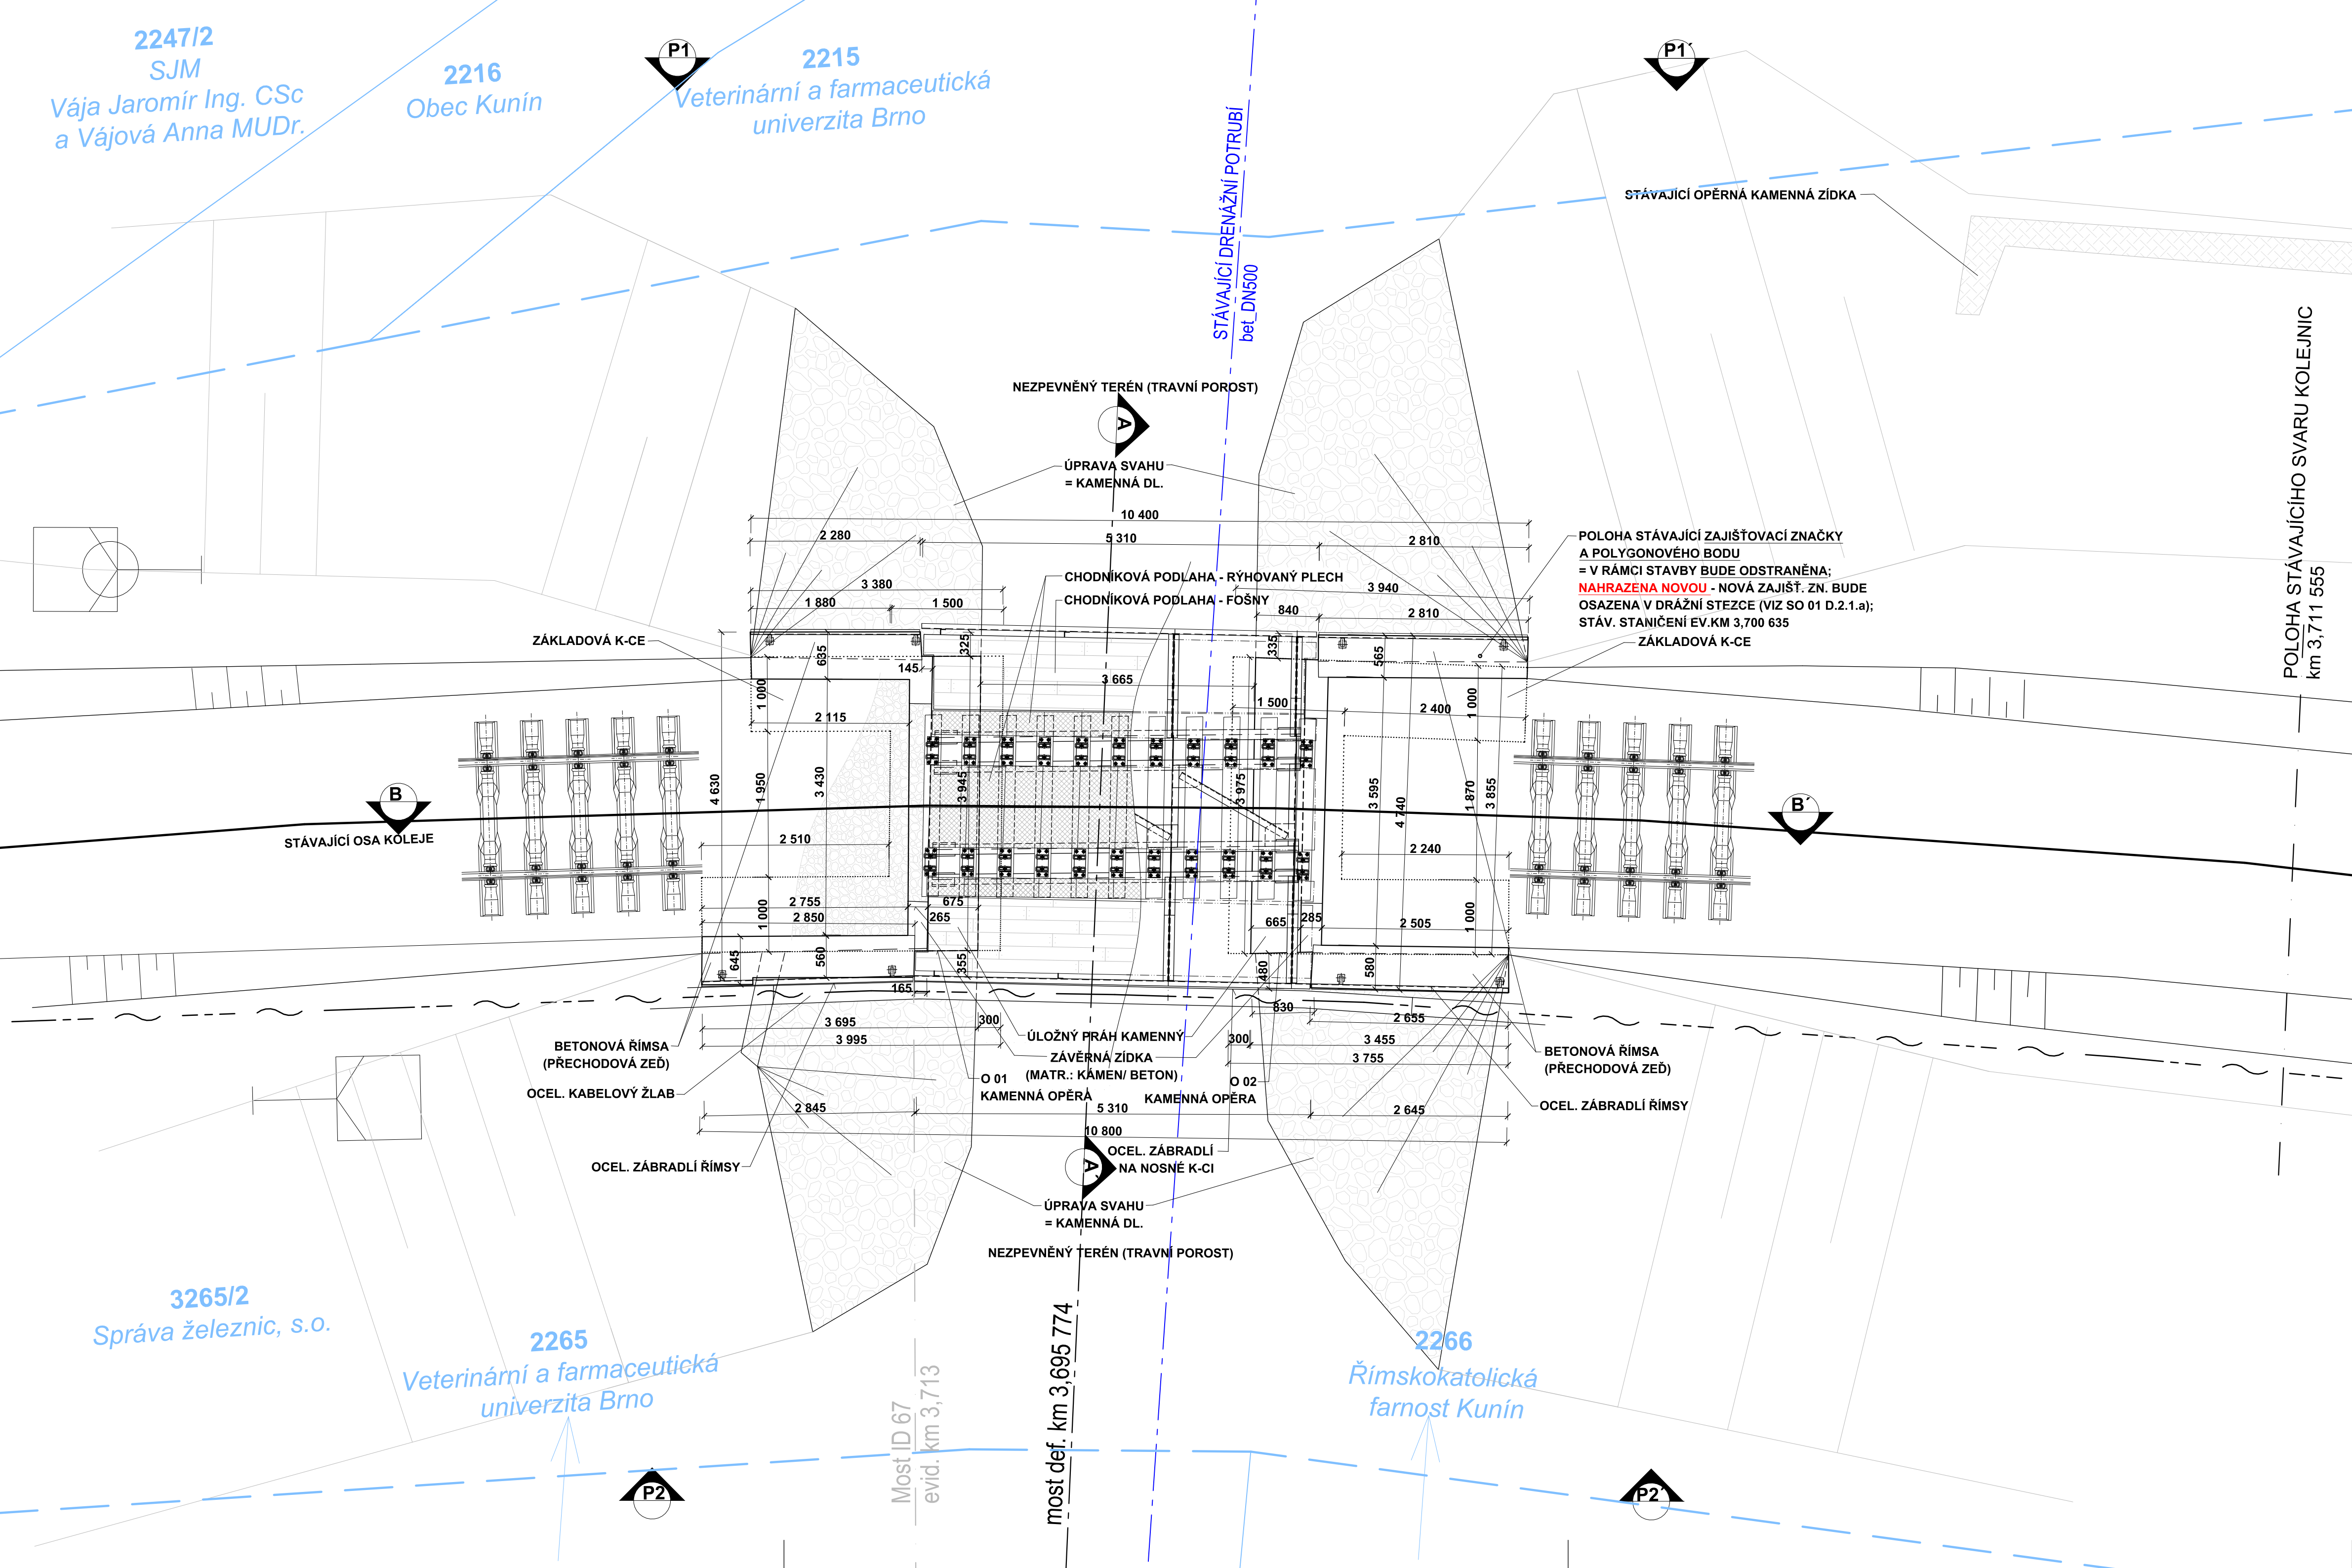 2247/2
SJM
Vája Jaromír Ing. CSc
a Vájová Anna MUDr.
2216
Obec Kunín
P1
2215
Veterinární a farmaceutická
univerzita Brno
STÁVAJÍCÍ DRENÁŽNÍ POTRUBÍ
bet_DN500
P1´
STÁVAJÍCÍ OPĚRNÁ KAMENNÁ ZÍDKA
POLOHA STÁVAJÍCÍHO SVARU KOLEJNIC
km 3,711 555
NEZPEVNĚNÝ TERÉN (TRAVNÍ POROST)
A
ÚPRAVA SVAHU
= KAMENNÁ DL.
10 400
2 280
5 310
2 810
POLOHA STÁVAJÍCÍ ZAJIŠŤOVACÍ ZNAČKY
A POLYGONOVÉHO BODU
= V RÁMCI STAVBY BUDE ODSTRANĚNA;
NAHRAZENA NOVOU - NOVÁ ZAJIŠŤ. ZN. BUDE
OSAZENA V DRÁŽNÍ STEZCE (VIZ SO 01 D.2.1.a);
STÁV. STANIČENÍ EV.KM 3,700 635
3 380
CHODNÍKOVÁ PODLAHA - RÝHOVANÝ PLECH
3 940
1 880
1 500
CHODNÍKOVÁ PODLAHA - FOŠNY
840
2 810
ZÁKLADOVÁ K-CE
ZÁKLADOVÁ K-CE
635
325
335
565
145
3 665
1 000
1 500
2 400
1 000
2 115
4 630
1 950
3 430
3 945
3 975
3 595
4 740
1 870
3 855
B
STÁVAJÍCÍ OSA KOLEJE
B´
2 510
2 240
2 755
675
2 850
265
665
285
2 505
1 000
1 000
645
560
355
480
580
165
830
3 695
300
2 655
3 995
ÚLOŽNÝ PRÁH KAMENNÝ
300
3 455
BETONOVÁ ŘÍMSA
(PŘECHODOVÁ ZEĎ)
ZÁVĚRNÁ ZÍDKA
(MATR.: KÁMEN/ BETON)
3 755
BETONOVÁ ŘÍMSA
(PŘECHODOVÁ ZEĎ)
OCEL. KABELOVÝ ŽLAB
O 01
KAMENNÁ OPĚRA
O 02
KAMENNÁ OPĚRA
2 845
5 310
2 645
OCEL. ZÁBRADLÍ ŘÍMSY
10 800
OCEL. ZÁBRADLÍ ŘÍMSY
A´
OCEL. ZÁBRADLÍ
NA NOSNÉ K-CI
ÚPRAVA SVAHU
= KAMENNÁ DL.
NEZPEVNĚNÝ TERÉN (TRAVNÍ POROST)
3265/2
Správa železnic, s.o.
2265
Veterinární a farmaceutická
univerzita Brno
Most ID 67
evid. km 3,713
most def. km 3,695 774
2266
Římskokatolická
farnost Kunín
P2
P2´